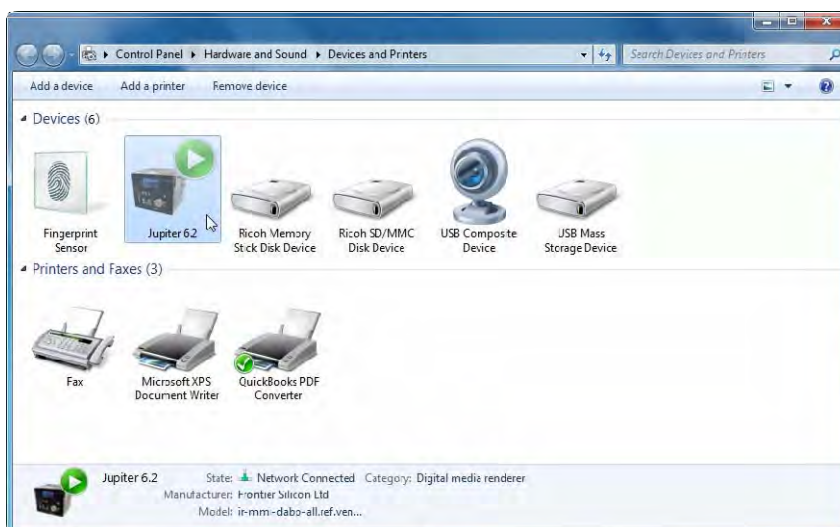 Control Panel ▸ Hardware and Sound ▸ Devices and Printers
Search Devices and Printers
Add a device Add a printer Remove device
Devices (6)
Fingerprint Sensor
Jupiter 6.2
Ricoh Memory Stick Disk Device
Ricoh SD/MMC Disk Device
USB Composite Device
USB Mass Storage Device
Printers and Faxes (3)
Fax
Microsoft XPS Document Writer
QuickBooks PDF Converter
Jupiter 6.2 State: Network Connected Category: Digital media renderer
Manufacturer: Frontier Silicon Ltd
Model: ir-mmi-dabp-all.ref.ven...